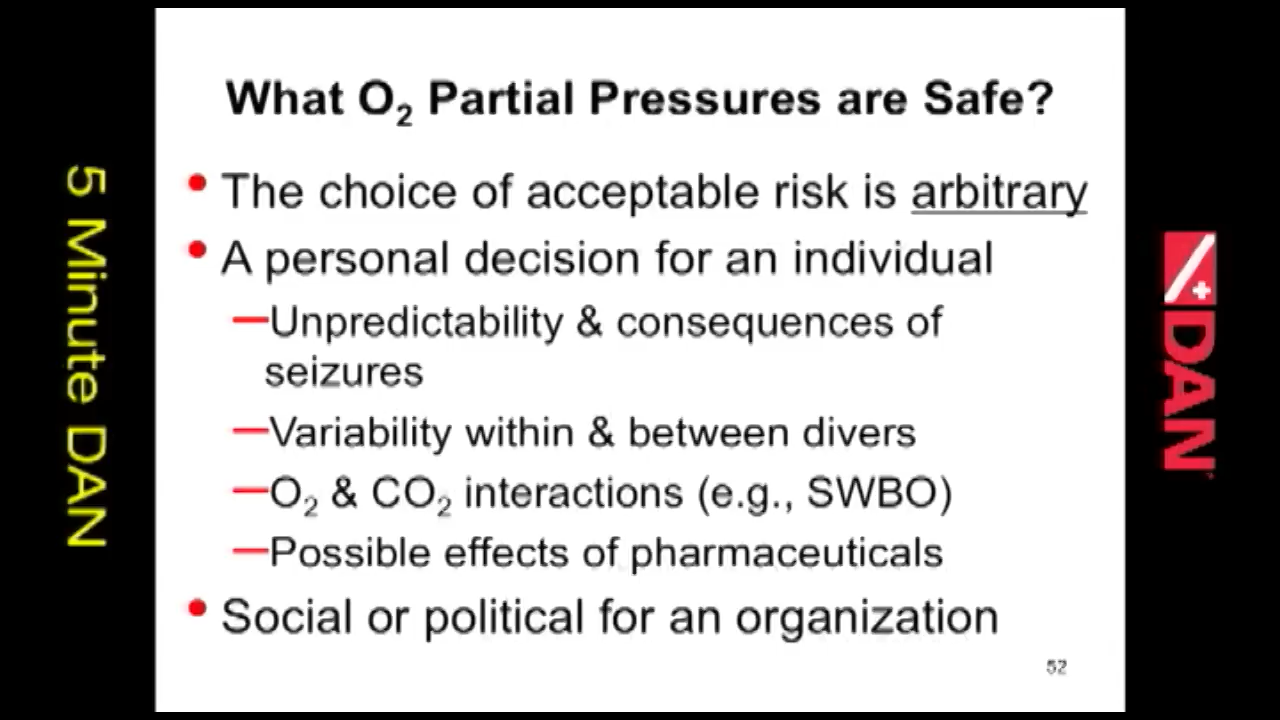 What O₂ Partial Pressures are Safe?
• The choice of acceptable risk is arbitrary
• A personal decision for an individual
—Unpredictability & consequences of
seizures
—Variability within & between divers
—O₂ & CO₂ interactions (e.g., SWBO)
—Possible effects of pharmaceuticals
• Social or political for an organization
52
5 Minute DAN
DAN